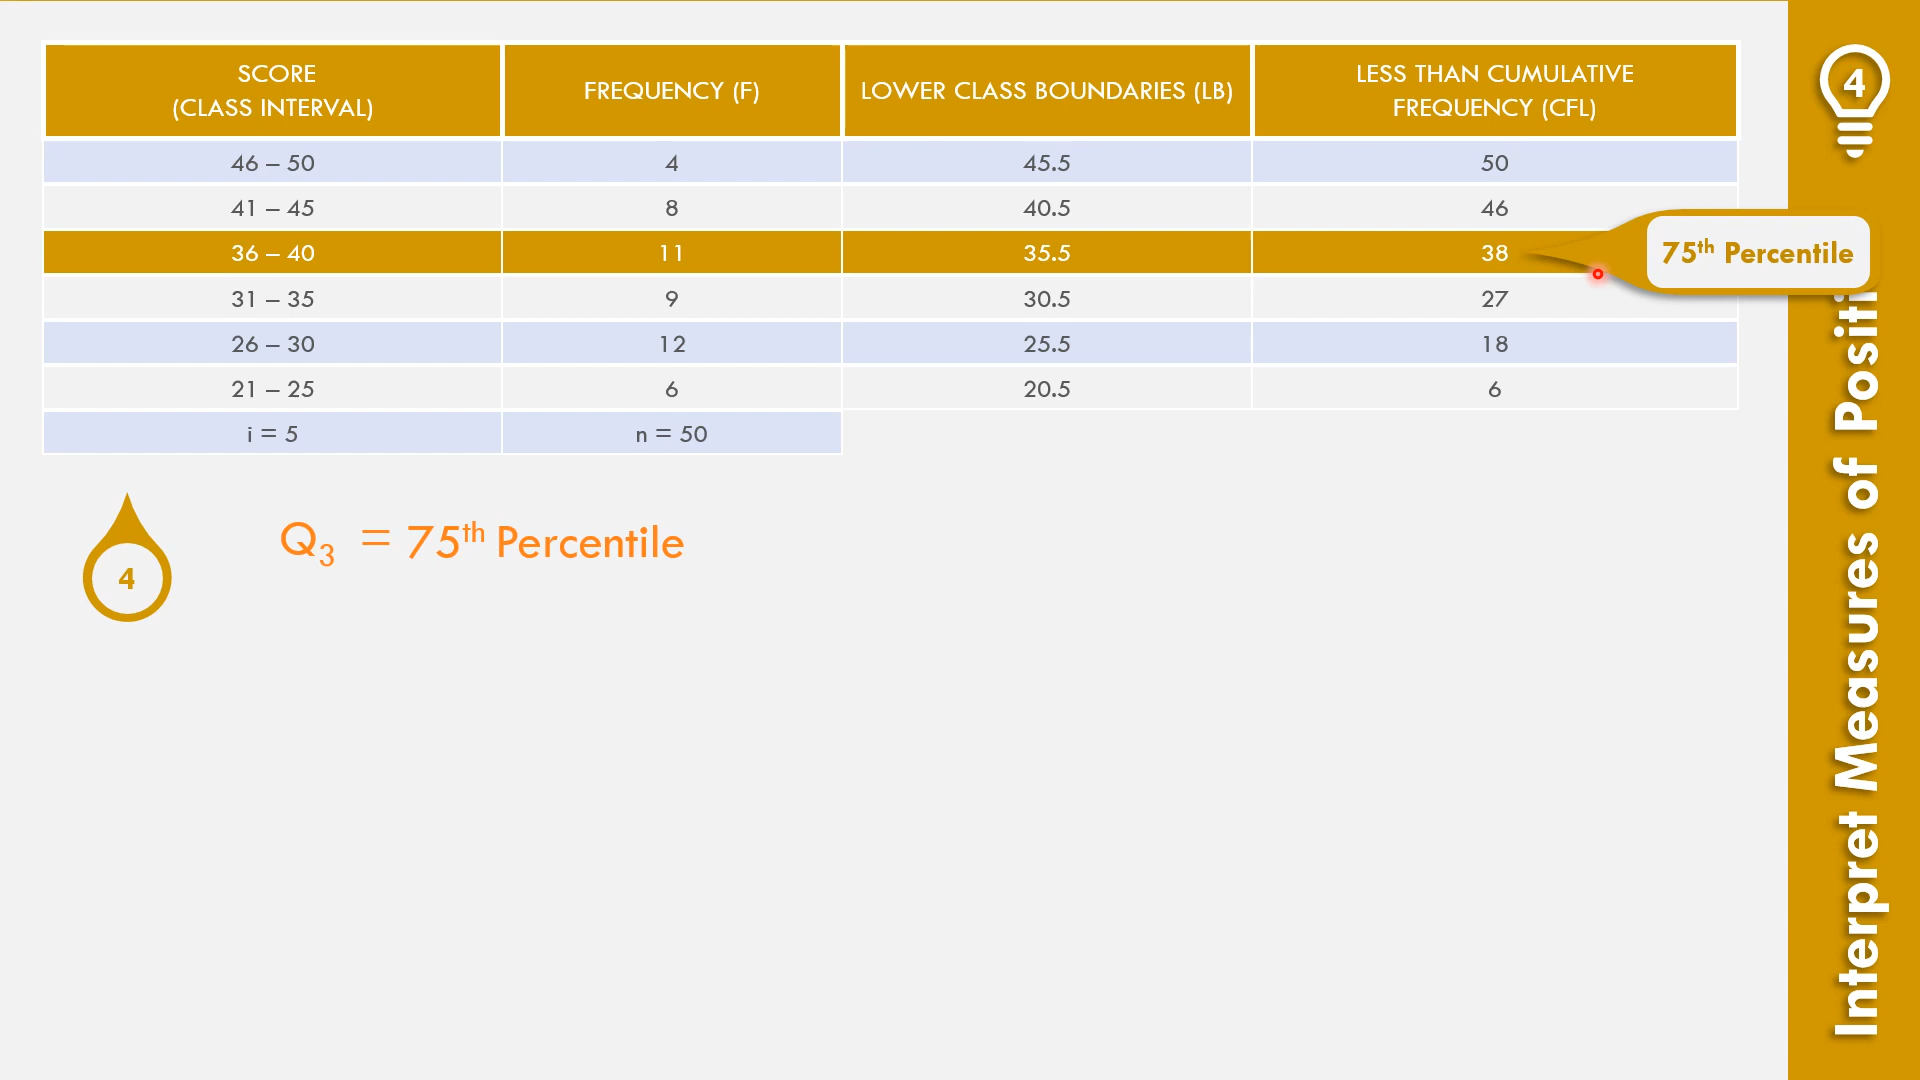 SCORE
(CLASS INTERVAL)
FREQUENCY (F)
LOWER CLASS BOUNDARIES (LB)
LESS THAN CUMULATIVE
FREQUENCY (CFL)
46 – 50 4 45.5 50
41 – 45 8 40.5 46
36 – 40 11 35.5 38
31 – 35 9 30.5 27
26 – 30 12 25.5 18
21 – 25 6 20.5 6
i = 5 n = 50
75th Percentile
4
Q3 = 75th Percentile
4
Interpret Measures of Positi